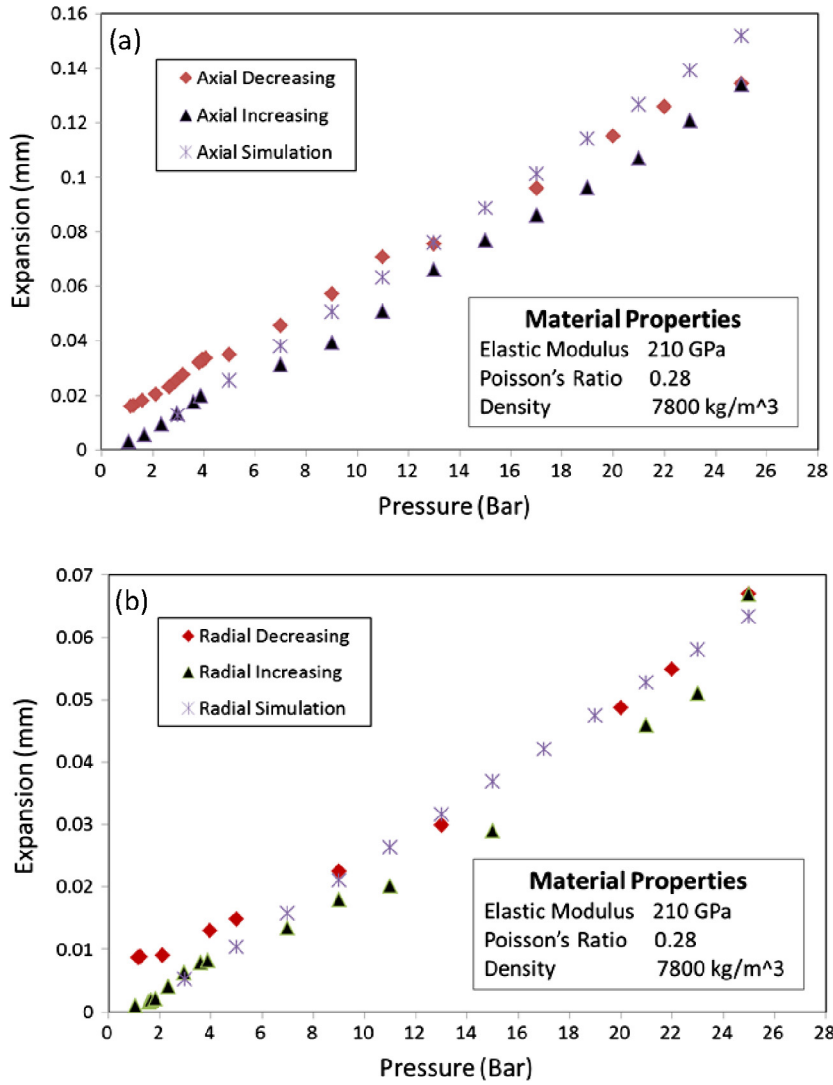 (a)
Axial Decreasing
Axial Increasing
Axial Simulation
Expansion (mm)
0.16
0.14
0.12
0.1
0.08
0.06
0.04
0.02
0
Material Properties
Elastic Modulus 210 GPa
Poisson's Ratio 0.28
Density 7800 kg/m^3
0 2 4 6 8 10 12 14 16 18 20 22 24 26 28
Pressure (Bar)
(b)
Radial Decreasing
Radial Increasing
Radial Simulation
Expansion (mm)
0.07
0.06
0.05
0.04
0.03
0.02
0.01
0
Material Properties
Elastic Modulus 210 GPa
Poisson's Ratio 0.28
Density 7800 kg/m^3
0 2 4 6 8 10 12 14 16 18 20 22 24 26 28
Pressure (Bar)